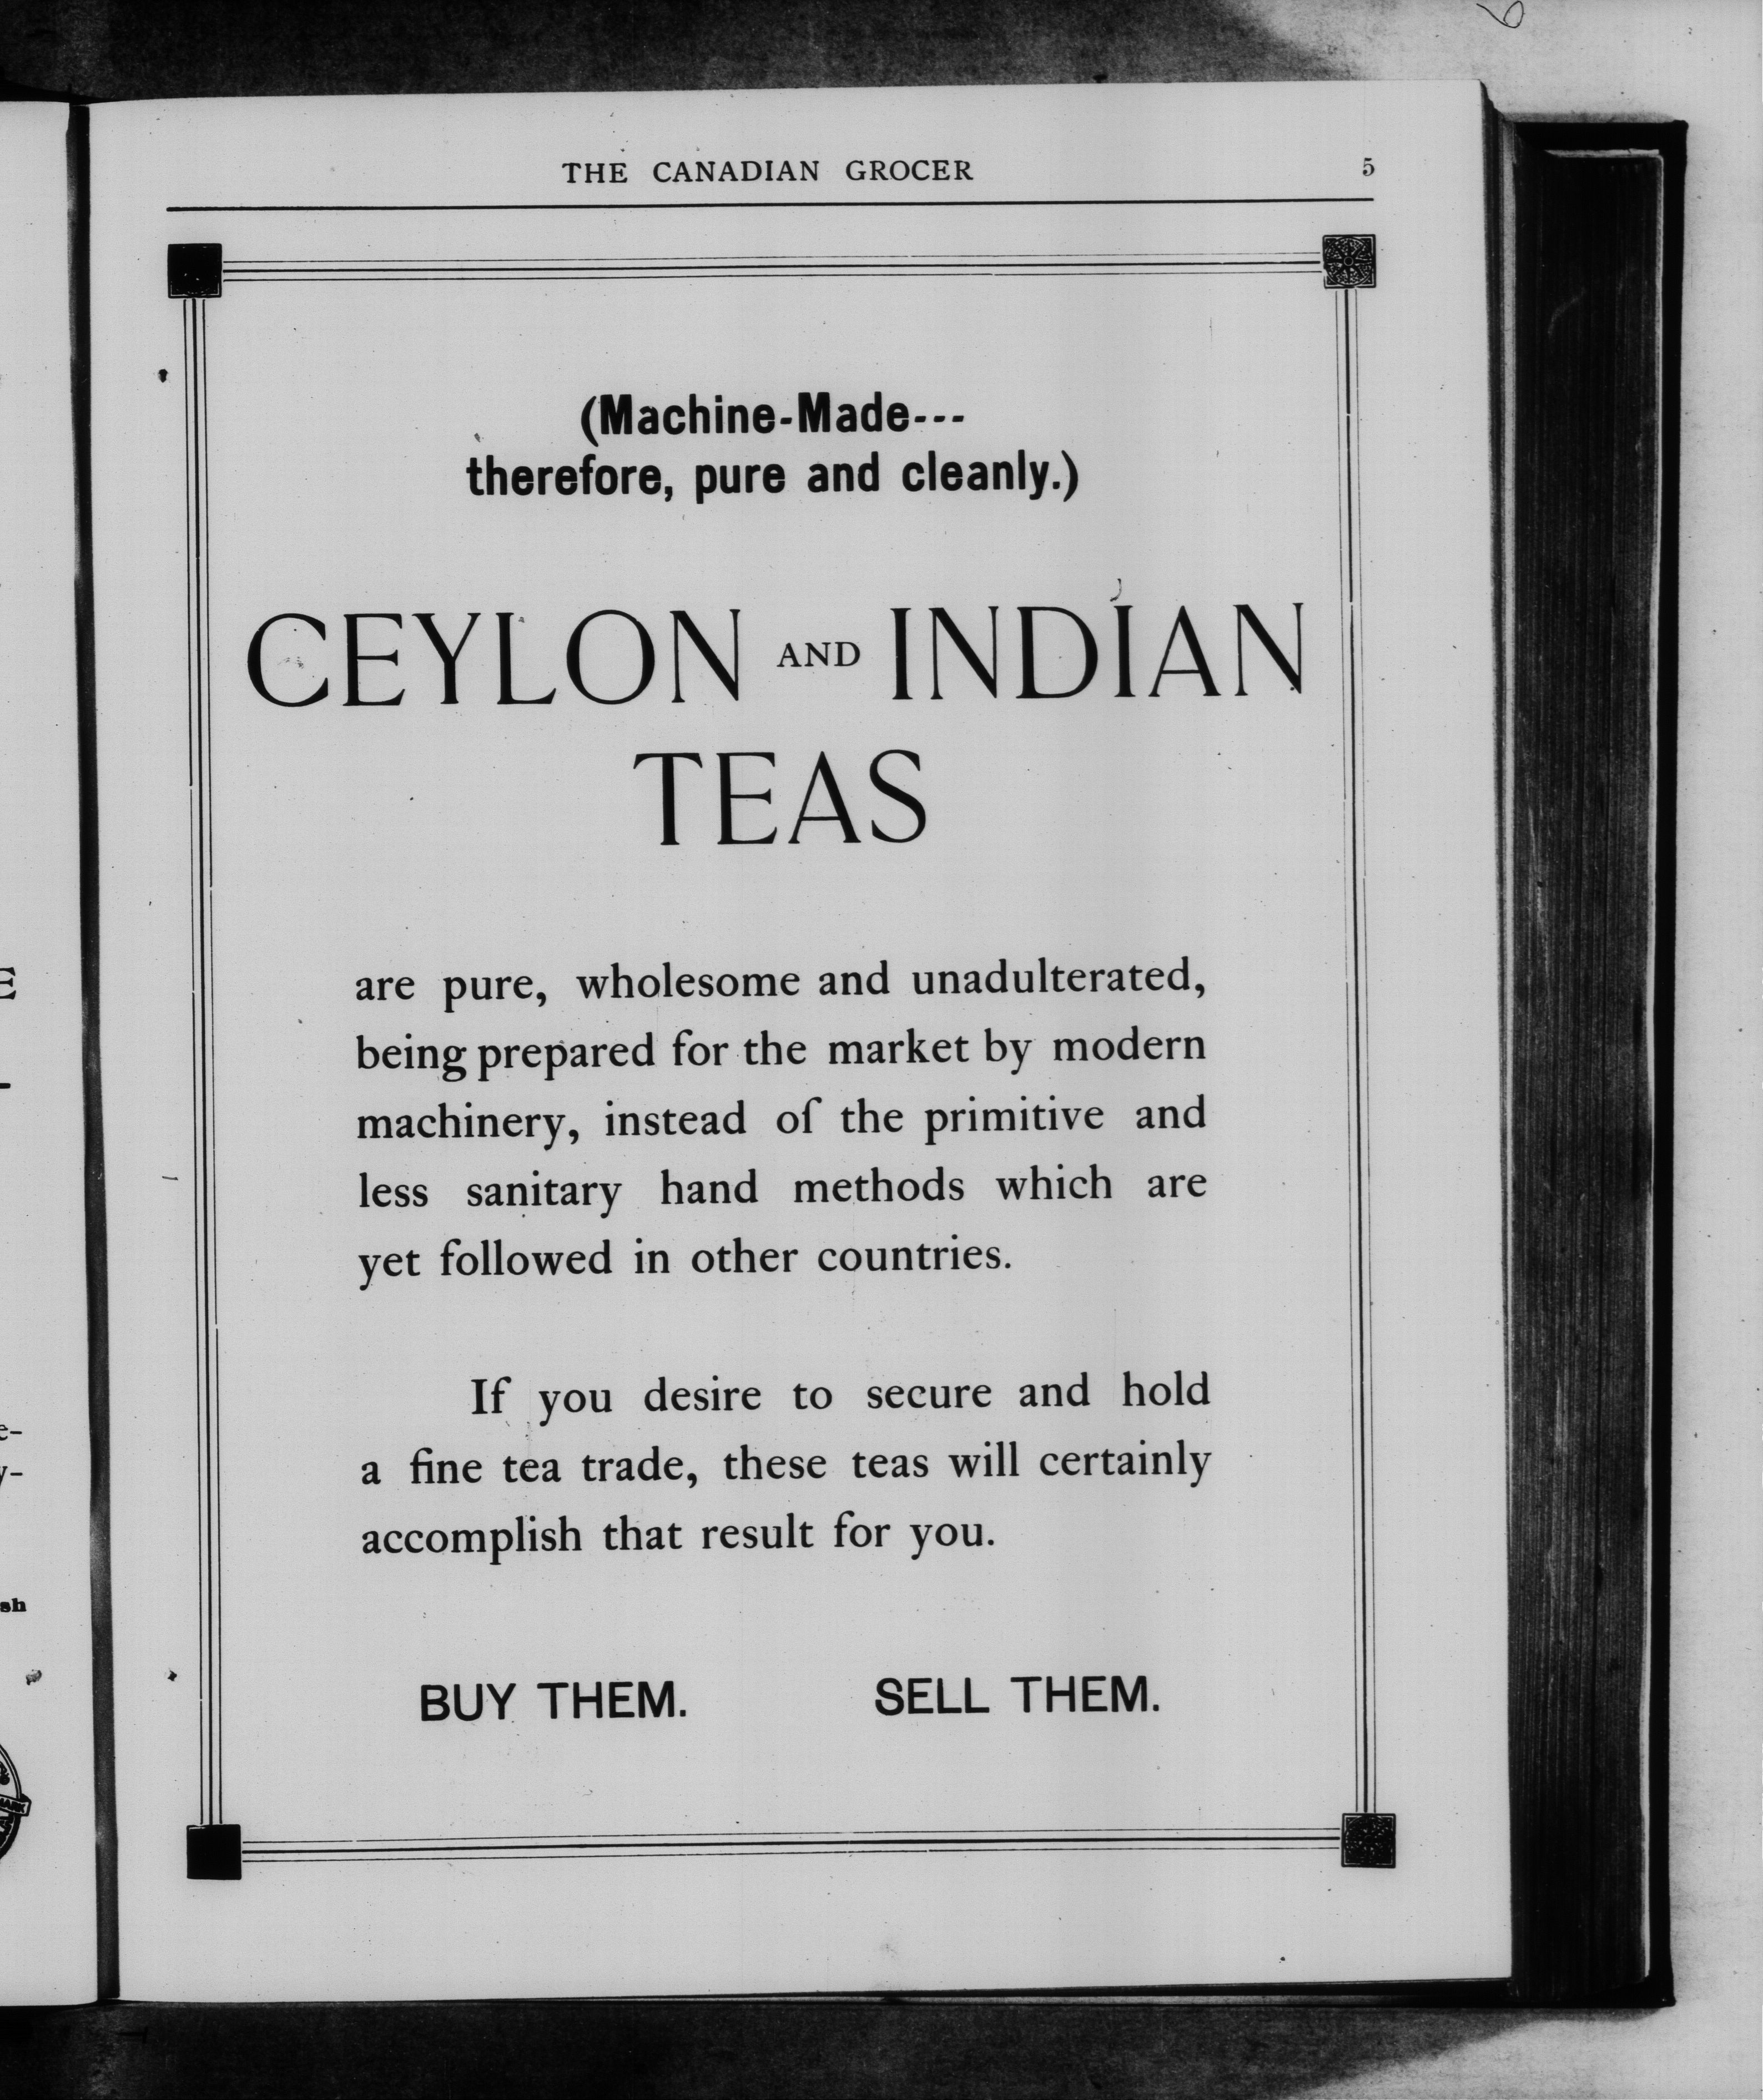 THE CANADIAN GROCER 5
(Machine-Made---
therefore, pure and cleanly.)
CEYLON AND INDIAN
TEAS
are pure, wholesome and unadulterated,
being prepared for the market by modern
machinery, instead of the primitive and
less sanitary hand methods which are
yet followed in other countries.
If you desire to secure and hold
a fine tea trade, these teas will certainly
accomplish that result for you.
BUY THEM. SELL THEM.